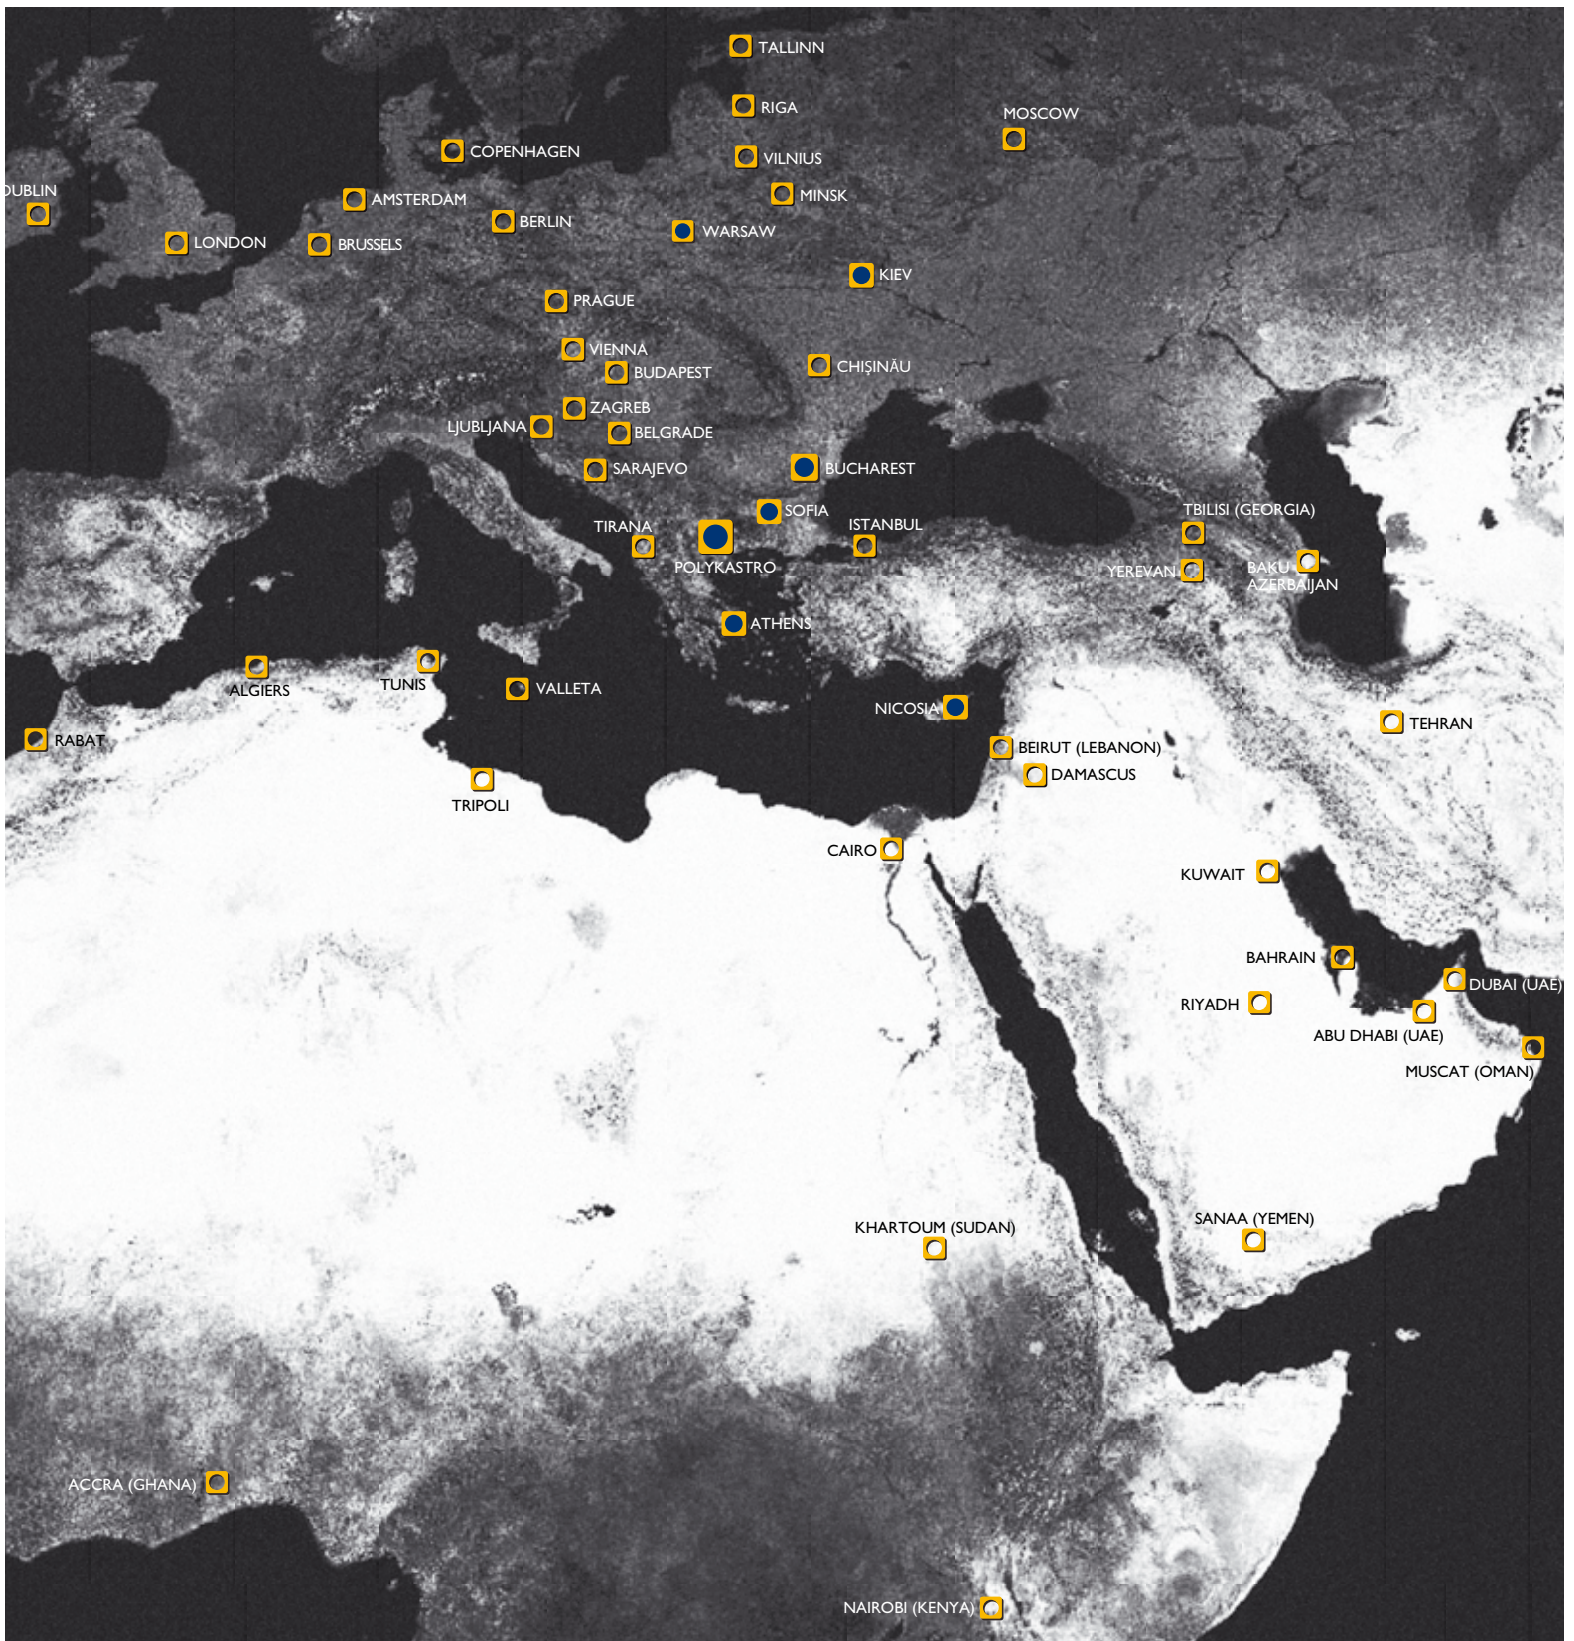 TALLINN
RIGA
MOSCOW
COPENHAGEN
VILNIUS
DUBLIN
AMSTERDAM
MINSK
BERLIN
WARSAW
LONDON
BRUSSELS
KIEV
PRAGUE
VIENNA
BUDAPEST
CHIŞINĂU
ZAGREB
LJUBLJANA
BELGRADE
SARAJEVO
BUCHAREST
SOFIA
TBILISI (GEORGIA)
TIRANA
ISTANBUL
POLYKASTRO
YEREVAN
BAKU
AZERBAIJAN
ATHENS
ALGIERS
TUNIS
VALLETA
NICOSIA
TEHRAN
RABAT
BEIRUT (LEBANON)
DAMASCUS
TRIPOLI
CAIRO
KUWAIT
BAHRAIN
DUBAI (UAE)
RIYADH
ABU DHABI (UAE)
MUSCAT (OMAN)
SANAA (YEMEN)
KHARTOUM (SUDAN)
ACCRA (GHANA)
NAIROBI (KENYA)